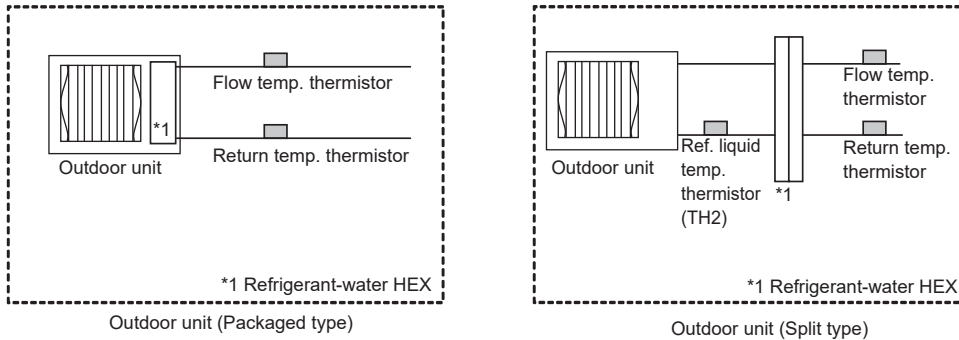 Flow temp. thermistor
*1
Return temp. thermistor
Outdoor unit
*1 Refrigerant-water HEX
Outdoor unit (Packaged type)
Flow temp.
thermistor
Outdoor unit
Ref. liquid
temp.
thermistor
(TH2)
*1
Return temp.
thermistor
*1 Refrigerant-water HEX
Outdoor unit (Split type)